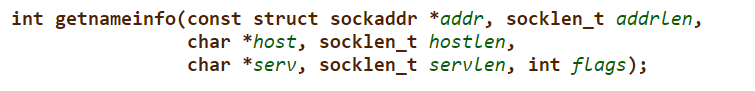 int getnameinfo(const struct sockaddr *addr, socklen_t addrlen,
char *host, socklen_t hostlen,
char *serv, socklen_t servlen, int flags);